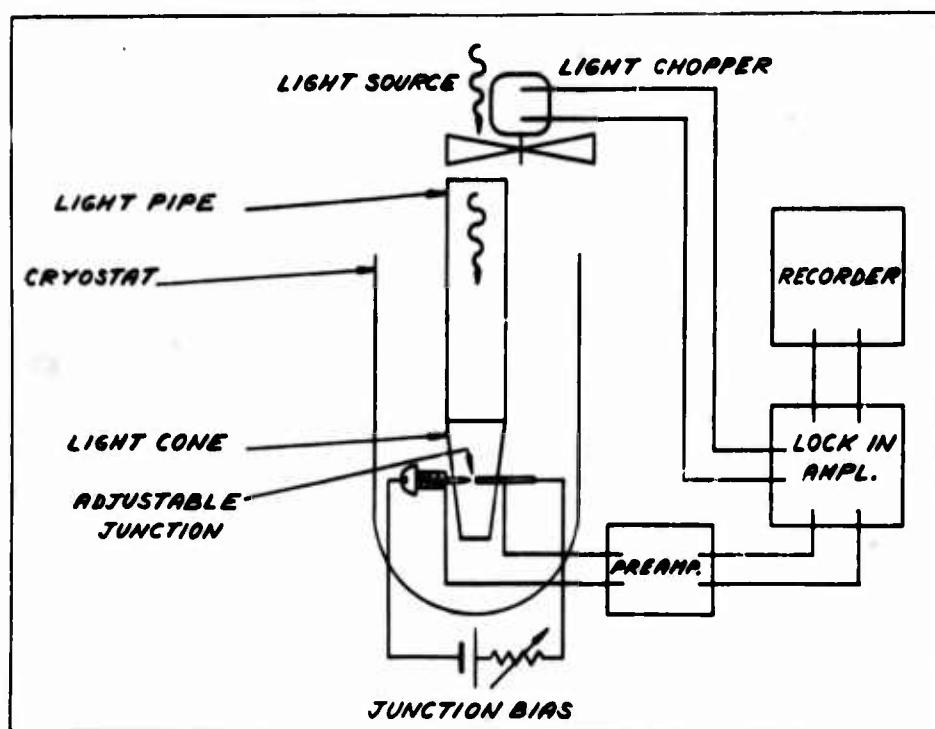 LIGHT SOURCE
LIGHT CHOPPER
LIGHT PIPE
CRYOSTAT
RECORDER
LIGHT CONE
LOCK IN
AMPL.
ADJUSTABLE
JUNCTION
PREAMP.
JUNCTION BIAS